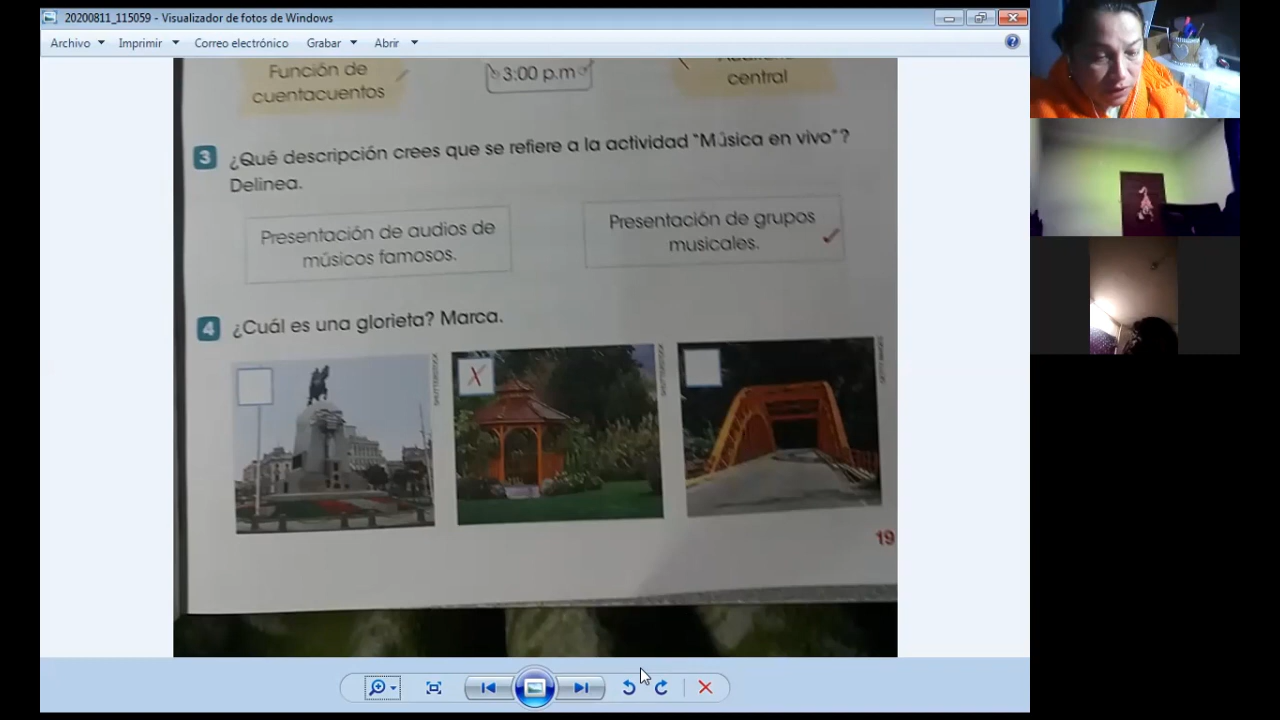 20200811_115059 - Visualizador de fotos de Windows
Archivo Imprimir Correo electrónico Grabar Abrir
Función de
cuentacuentos
3:00 p.m
central
3 ¿Qué descripción crees que se refiere a la actividad "Música en vivo"?
Delinea.
Presentación de audios de
músicos famosos.
Presentación de grupos
musicales.
4 ¿Cuál es una glorieta? Marca.
SHUTTERSTOCK
SHUTTERSTOCK
19